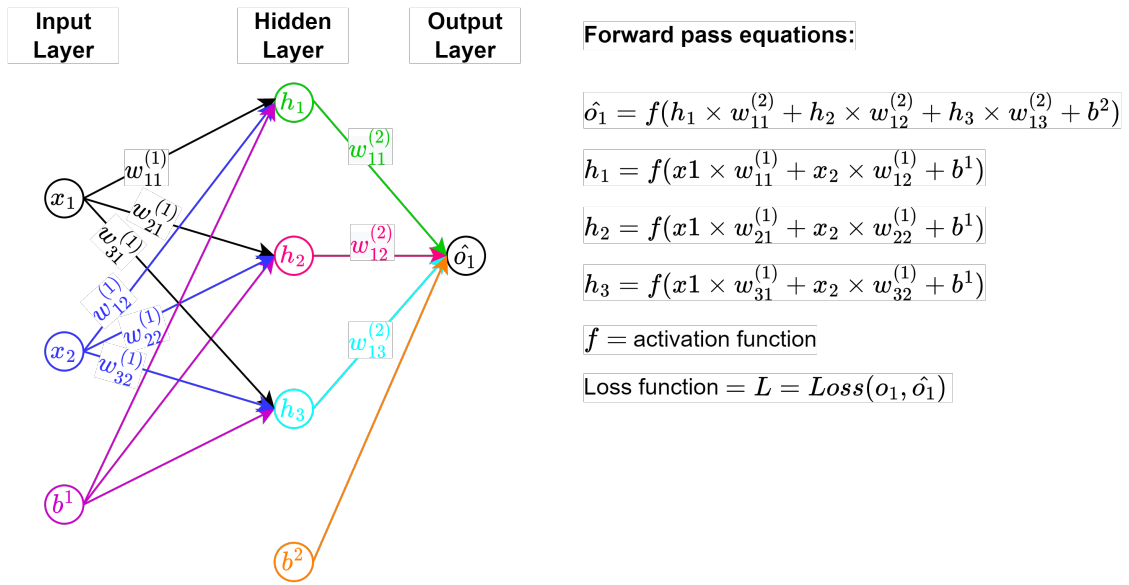 Input
Layer
Hidden
Layer
Output
Layer
h₁
w₁₁⁽²⁾
w₁₁⁽¹⁾
x₁
w₂₁⁽¹⁾
w₃₁⁽¹⁾
h₂
w₁₂⁽²⁾
ô₁
w₁₂⁽¹⁾
w₂₂⁽¹⁾
x₂
w₃₂⁽¹⁾
w₁₃⁽²⁾
h₃
b¹
b²
Forward pass equations:
ô₁ = f(h₁ × w₁₁⁽²⁾ + h₂ × w₁₂⁽²⁾ + h₃ × w₁₃⁽²⁾ + b²)
h₁ = f(x1 × w₁₁⁽¹⁾ + x₂ × w₁₂⁽¹⁾ + b¹)
h₂ = f(x1 × w₂₁⁽¹⁾ + x₂ × w₂₂⁽¹⁾ + b¹)
h₃ = f(x1 × w₃₁⁽¹⁾ + x₂ × w₃₂⁽¹⁾ + b¹)
f = activation function
Loss function = L = Loss(o₁, ô₁)